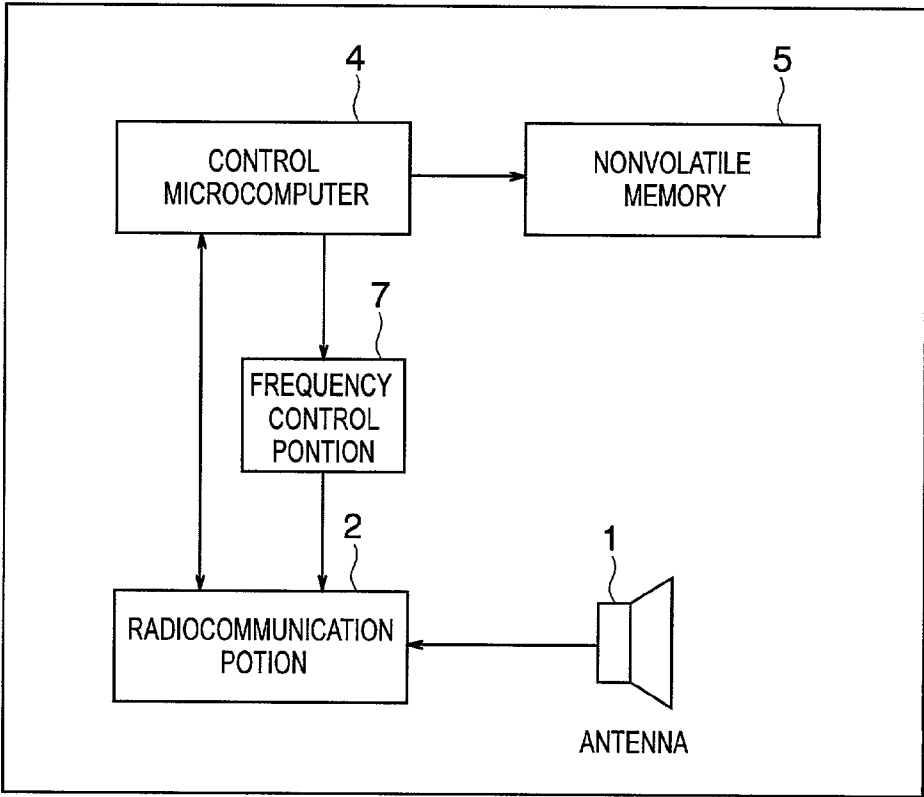 4
CONTROL
MICROCOMPUTER
5
NONVOLATILE
MEMORY
7
FREQUENCY
CONTROL
PONTION
2
RADIOCOMMUNICATION
POTION
1
ANTENNA